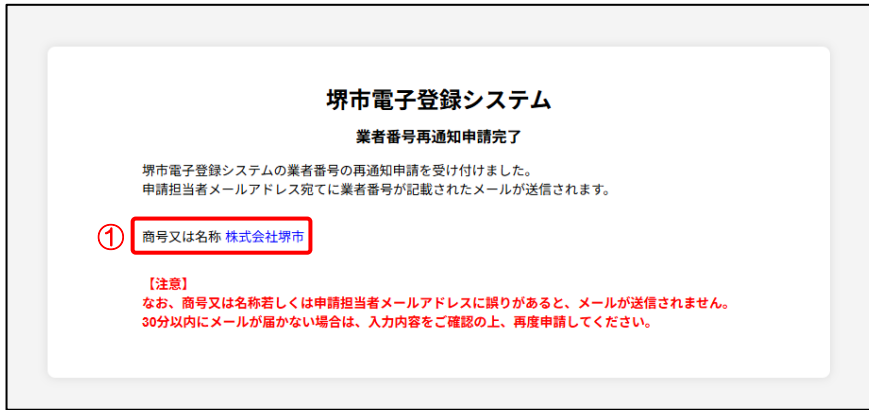 堺市電子登録システム
業者番号再通知申請完了
堺市電子登録システムの業者番号の再通知申請を受け付けました。
申請担当者メールアドレス宛てに業者番号が記載されたメールが送信されます。
① 商号又は名称 株式会社堺市
【注意】
なお、商号又は名称若しくは申請担当者メールアドレスに誤りがあると、メールが送信されません。
30分以内にメールが届かない場合は、入力内容をご確認の上、再度申請してください。